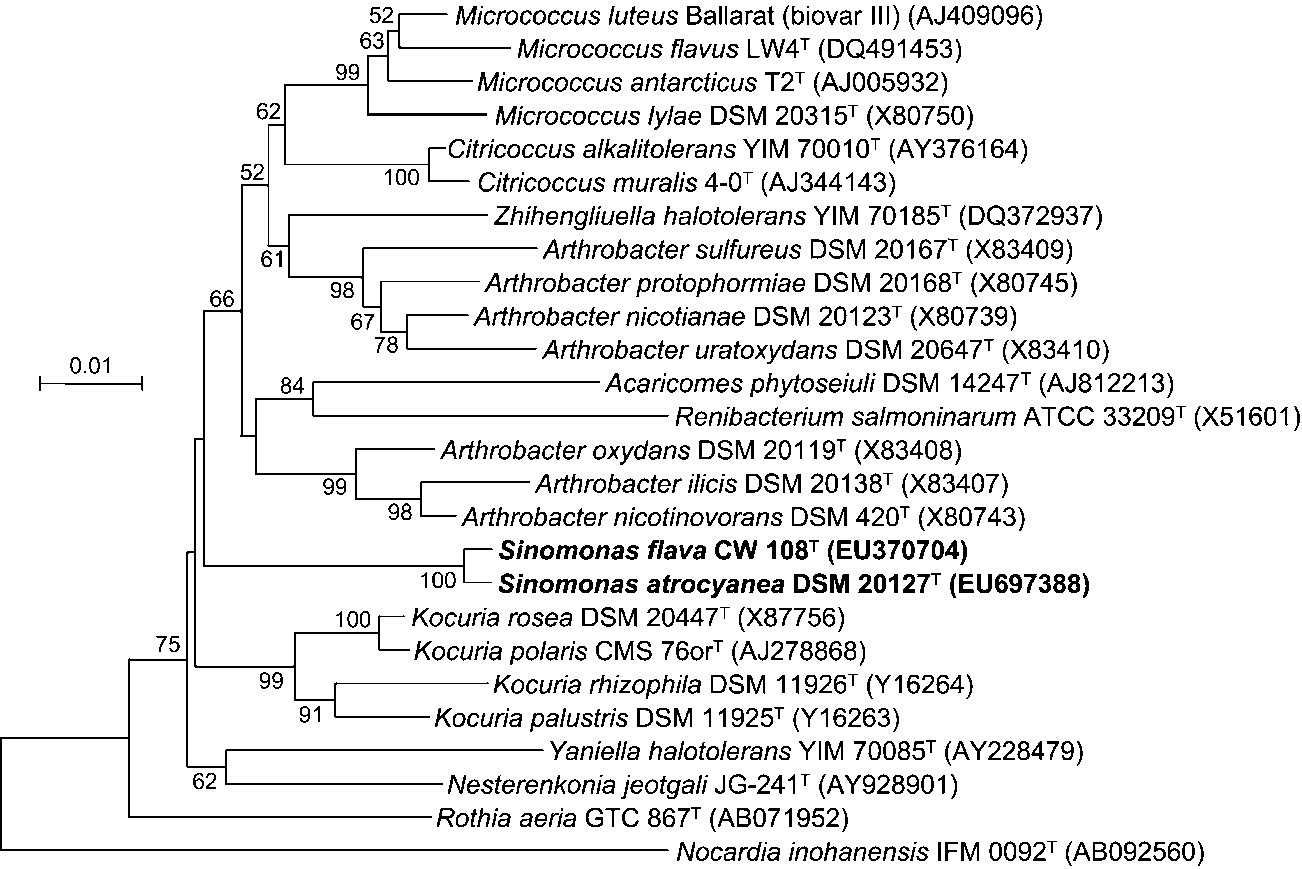 52
Micrococcus luteus Ballarat (biovar III) (AJ409096)
63
Micrococcus flavus LW4ᵀ (DQ491453)
99
Micrococcus antarcticus T2ᵀ (AJ005932)
62
Micrococcus lylae DSM 20315ᵀ (X80750)
Citricoccus alkalitolerans YIM 70010ᵀ (AY376164)
52
100
Citricoccus muralis 4-0ᵀ (AJ344143)
Zhihengliuella halotolerans YIM 70185ᵀ (DQ372937)
61
Arthrobacter sulfureus DSM 20167ᵀ (X83409)
98
Arthrobacter protophormiae DSM 20168ᵀ (X80745)
66
67
Arthrobacter nicotianae DSM 20123ᵀ (X80739)
78
Arthrobacter uratoxydans DSM 20647ᵀ (X83410)
0.01
84
Acaricomes phytoseiuli DSM 14247ᵀ (AJ812213)
Renibacterium salmoninarum ATCC 33209ᵀ (X51601)
Arthrobacter oxydans DSM 20119ᵀ (X83408)
99
Arthrobacter ilicis DSM 20138ᵀ (X83407)
98
Arthrobacter nicotinovorans DSM 420ᵀ (X80743)
Sinomonas flava CW 108ᵀ (EU370704)
100
Sinomonas atrocyanea DSM 20127ᵀ (EU697388)
100
Kocuria rosea DSM 20447ᵀ (X87756)
75
Kocuria polaris CMS 76orᵀ (AJ278868)
99
Kocuria rhizophila DSM 11926ᵀ (Y16264)
91
Kocuria palustris DSM 11925ᵀ (Y16263)
Yaniella halotolerans YIM 70085ᵀ (AY228479)
62
Nesterenkonia jeotgali JG-241ᵀ (AY928901)
Rothia aeria GTC 867ᵀ (AB071952)
Nocardia inohanensis IFM 0092ᵀ (AB092560)